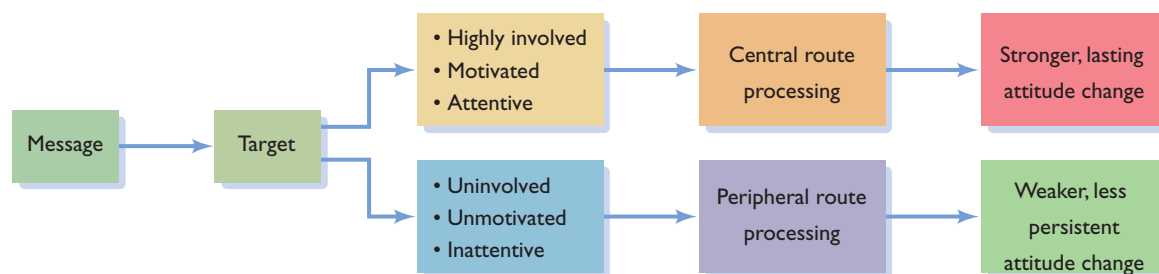 Message
Target
• Highly involved
• Motivated
• Attentive
Central route
processing
Stronger, lasting
attitude change
• Uninvolved
• Unmotivated
• Inattentive
Peripheral route
processing
Weaker, less
persistent
attitude change